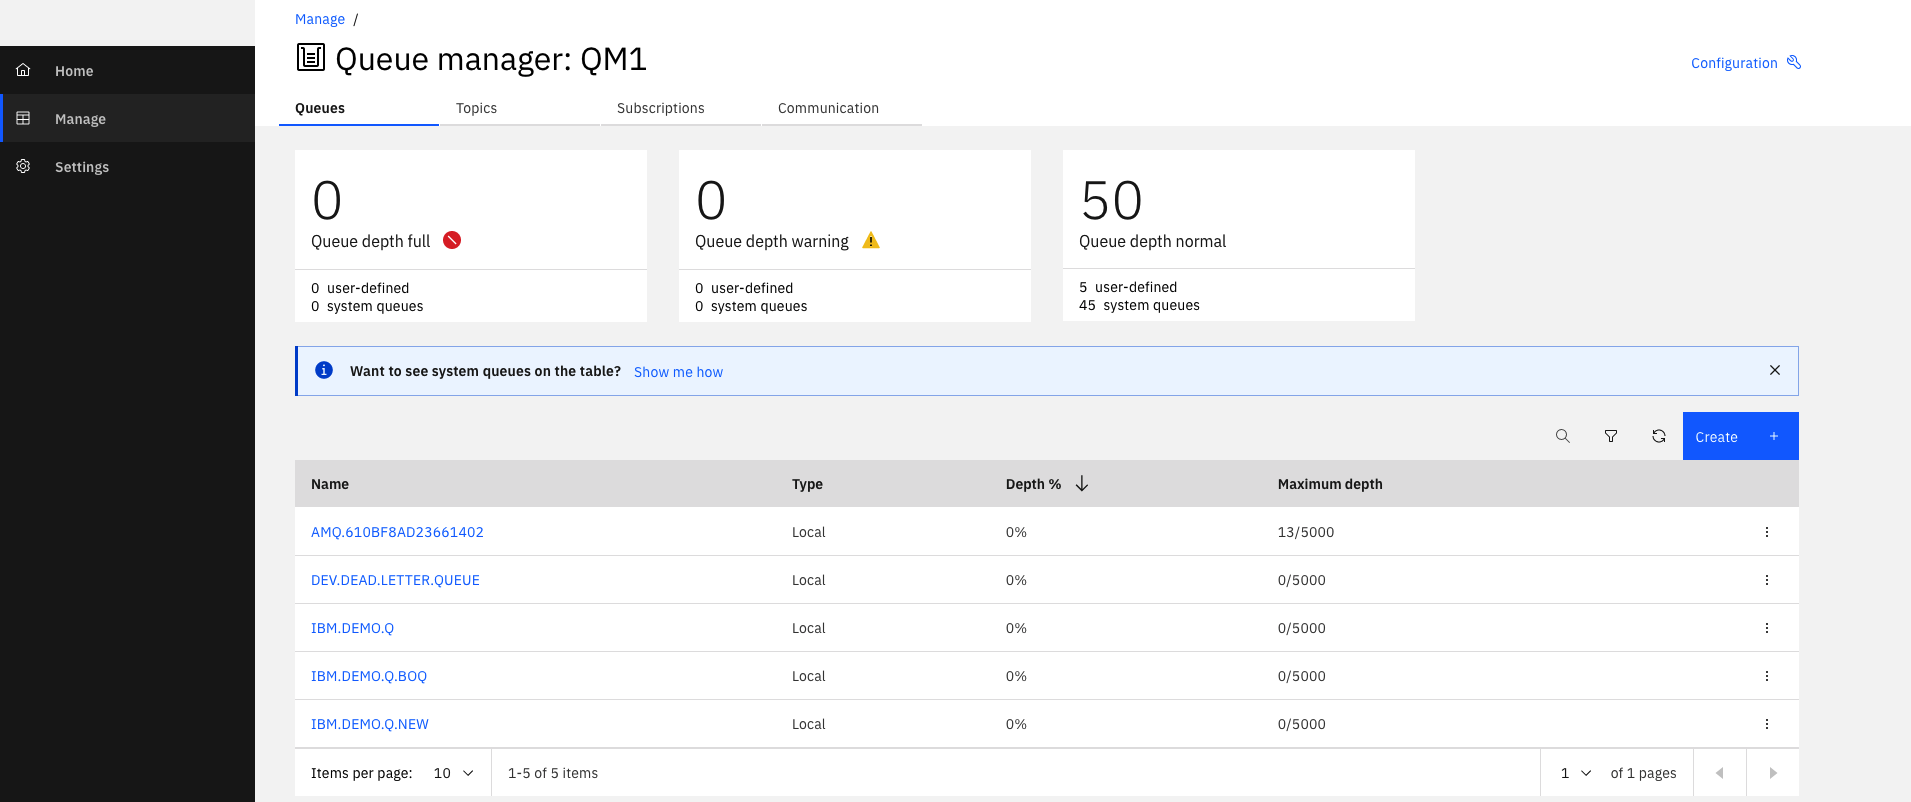 Manage /
Queue manager: QM1
Configuration
Home
Manage
Settings
Queues Topics Subscriptions Communication
0
Queue depth full
0 user-defined
0 system queues
0
Queue depth warning
0 user-defined
0 system queues
50
Queue depth normal
5 user-defined
45 system queues
Want to see system queues on the table? Show me how
Create +
Name Type Depth % Maximum depth
AMQ.610BF8AD23661402 Local 0% 13/5000
DEV.DEAD.LETTER.QUEUE Local 0% 0/5000
IBM.DEMO.Q Local 0% 0/5000
IBM.DEMO.Q.BOQ Local 0% 0/5000
IBM.DEMO.Q.NEW Local 0% 0/5000
Items per page: 10 1-5 of 5 items 1 of 1 pages